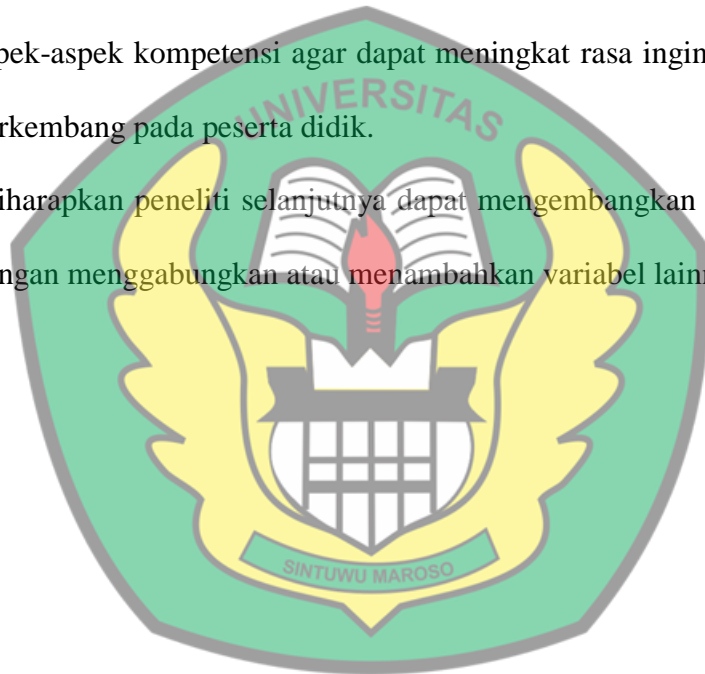 pek-aspek kompetensi agar dapat meningkat rasa ingin
UNIVERSITAS
rkembang pada peserta didik.
iharapkan peneliti selanjutnya dapat mengembangkan
ngan menggabungkan atau menambahkan variabel lainn
SINTUWU MAROSO